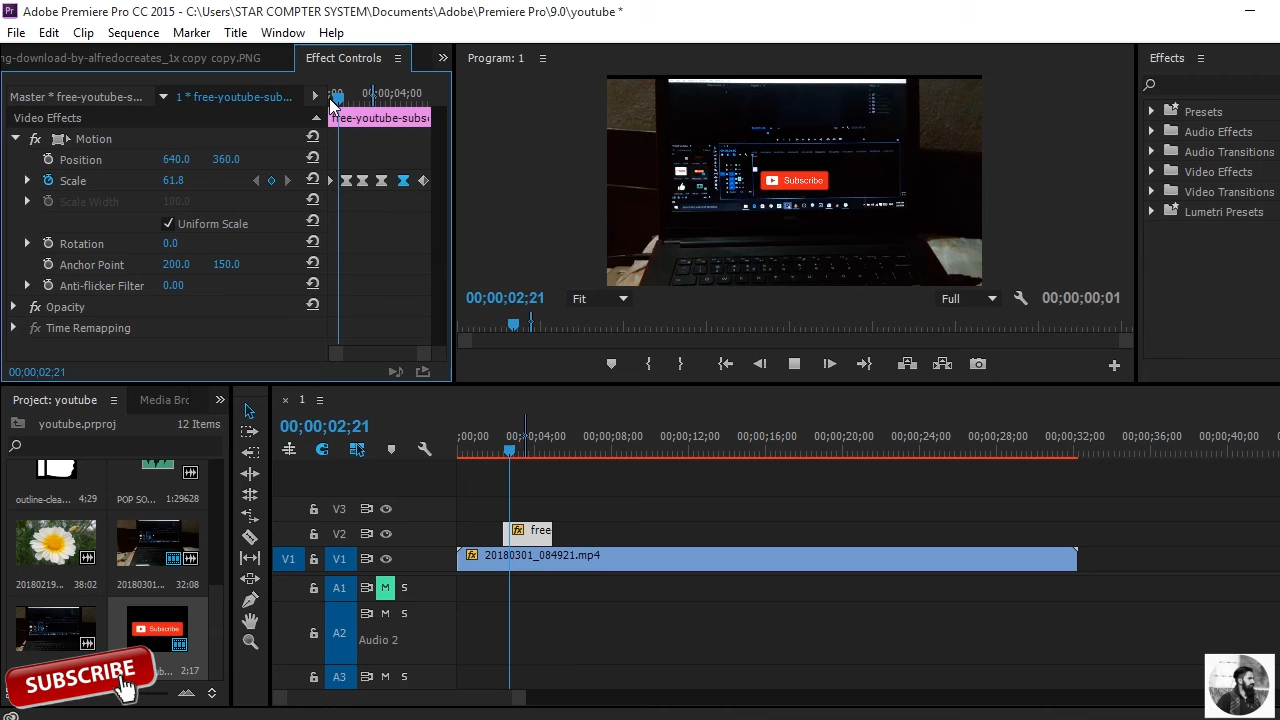 Adobe Premiere Pro CC 2015 - C:\Users\STAR COMPTER SYSTEM\Documents\Adobe\Premiere Pro\9.0\youtube *
File Edit Clip Sequence Marker Title Window Help
ng-download-by-alfredocreates_1x copy copy.PNG
Effect Controls
Program: 1
Effects
Master * free-youtube-s...
1 * free-youtube-sub...
;00
00;00;04;00
Video Effects
free-youtube-subs
Motion
Position 640.0 360.0
Scale 61.8
Scale Width 100.0
Uniform Scale
Rotation 0.0
Anchor Point 200.0 150.0
Anti-flicker Filter 0.00
Opacity
Time Remapping
00;00;02;21
Subscribe
00;00;02;21
Fit
Full
00;00;00;01
Presets
Audio Effects
Audio Transitions
Video Effects
Video Transitions
Lumetri Presets
Project: youtube
Media Brc
youtube.prproj
12 Items
outline-clea... 4;29
POP SO... 1:29628
20180219... 38:02
20180301... 32:08
Subscribe
ub... 2;17
SUBSCRIBE
1
00;00;02;21
;00;00
00;00;04;00
00;00;08;00
00;00;12;00
00;00;16;00
00;00;20;00
00;00;24;00
00;00;28;00
00;00;32;00
00;00;36;00
00;00;40;00
V3
V2
fx free
V1 V1
fx 20180301_084921.mp4
A1 M S
A2 M S
Audio 2
A3 M S